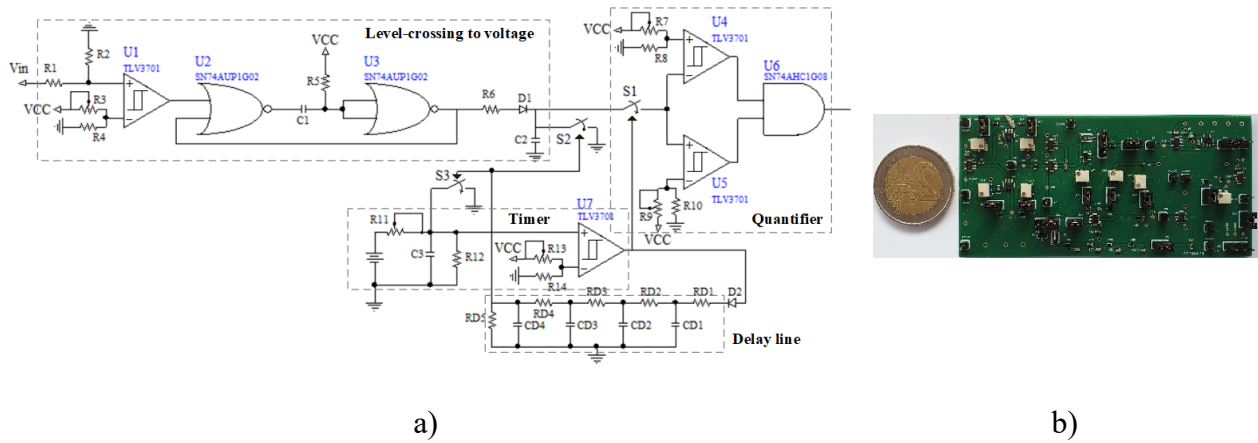 Level-crossing to voltage
Vin
R1
R2
U1
TLV3701
VCC
R3
R4
U2
SN74AUP1G02
C1
VCC
R5
U3
SN74AUP1G02
R6
D1
C2
S2
S1
Quantifier
VCC
R7
R8
U4
TLV3701
U5
TLV3701
R9
R10
VCC
U6
SN74AHC1G08
S3
Timer
R11
C3
R12
VCC
R13
R14
U7
TLV3701
Delay line
RD5
CD4
RD4
CD3
RD3
CD2
RD2
CD1
RD1
D2
a)
b)